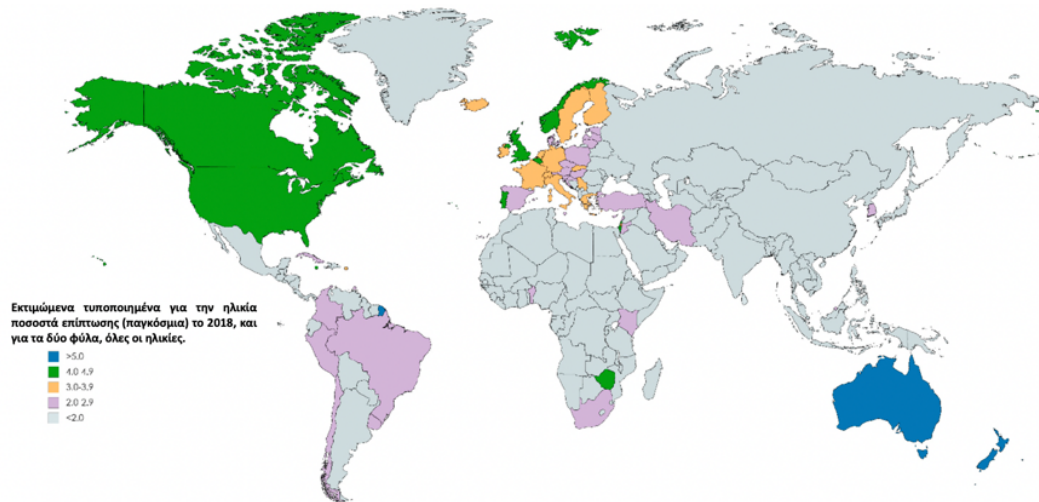 Εκτιμώμενα τυποποιημένα για την ηλικία
ποσοστά επίπτωσης (παγκόσμια) το 2018, και
για τα δύο φύλα, όλες οι ηλικίες.
>5.0
4.0 4.9
3.0-3.9
2.0 2.9
<2.0